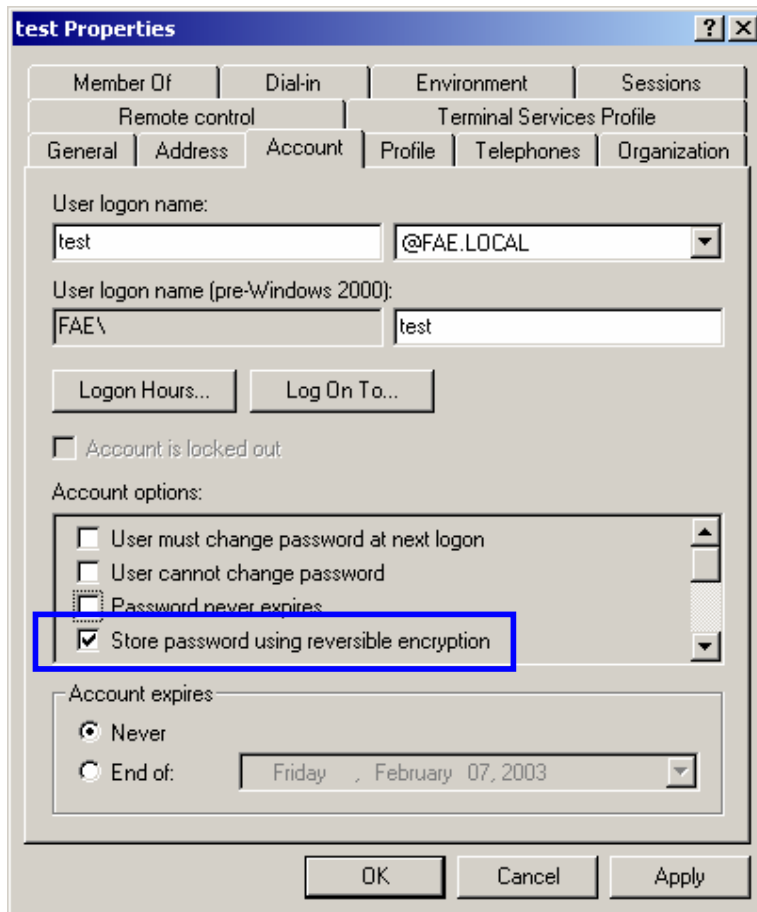 test Properties
?
Member Of Dial-in Environment Sessions
Remote control Terminal Services Profile
General Address Account Profile Telephones Organization
User logon name:
test @FAE.LOCAL
User logon name (pre-Windows 2000):
FAE\ test
Logon Hours... Log On To...
Account is locked out
Account options:
User must change password at next logon
User cannot change password
Password never expires
Store password using reversible encryption
Account expires
Never
End of: Friday , February 07, 2003
OK Cancel Apply